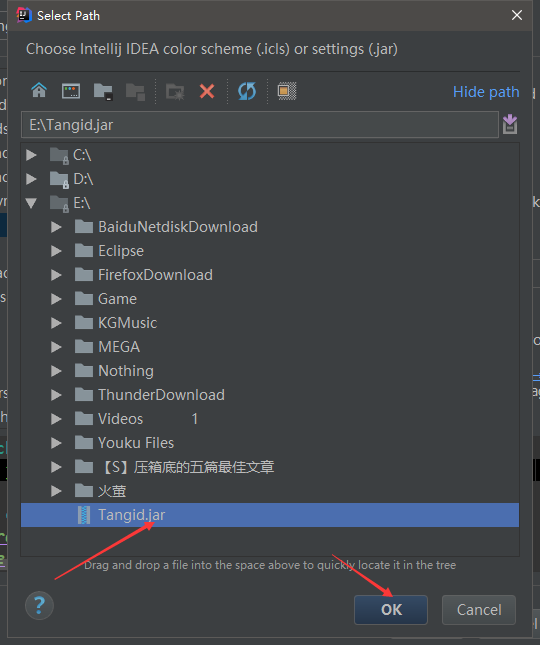 Select Path
Choose Intellij IDEA color scheme (.icls) or settings (.jar)
Hide path
E:\Tangid.jar
C:\
D:\
E:\
BaiduNetdiskDownload
Eclipse
FirefoxDownload
Game
KGMusic
MEGA
Nothing
ThunderDownload
Videos 1
Youku Files
【S】压箱底的五篇最佳文章
火萤
Tangid.jar
Drag and drop a file into the space above to quickly locate it in the tree
?
OK
Cancel